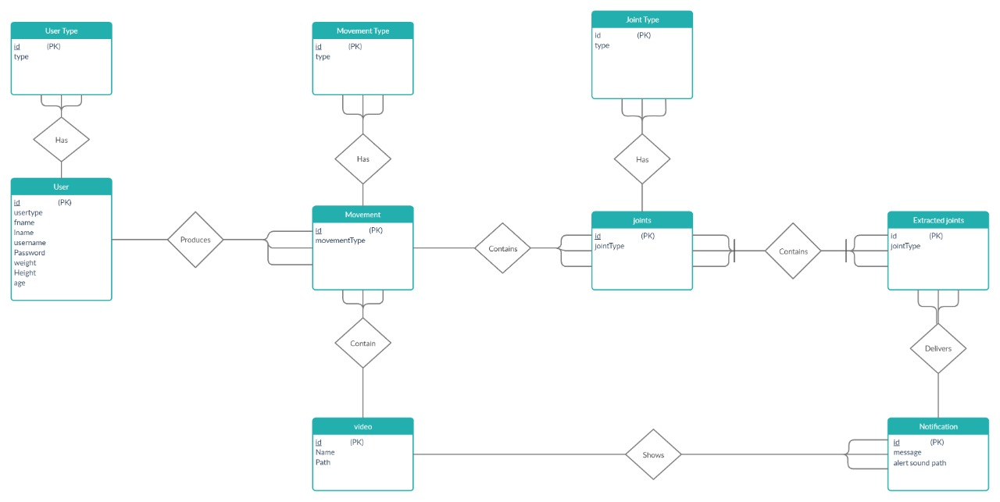 User Type
id (PK)
type
Movement Type
id (PK)
type
Joint Type
id (PK)
type
Has
Has
Has
User
id (PK)
usertype
fname
lname
username
Password
weight
Height
age
Produces
Movement
id (PK)
movementType
Contains
joints
id (PK)
jointType
Contains
Extracted joints
id (PK)
jointType
Contain
Delivers
video
id (PK)
Name
Path
Shows
Notification
id (PK)
message
alert sound path